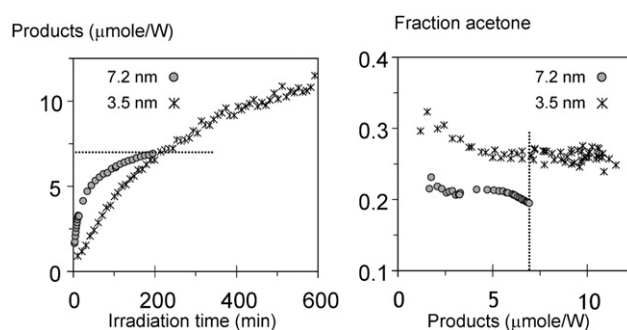 Products (μmole/W)
7.2 nm
3.5 nm
10
5
0
0 200 400 600
Irradiation time (min)
Fraction acetone
0.4
7.2 nm
3.5 nm
0.3
0.2
0.1
0 5 10
Products (μmole/W)